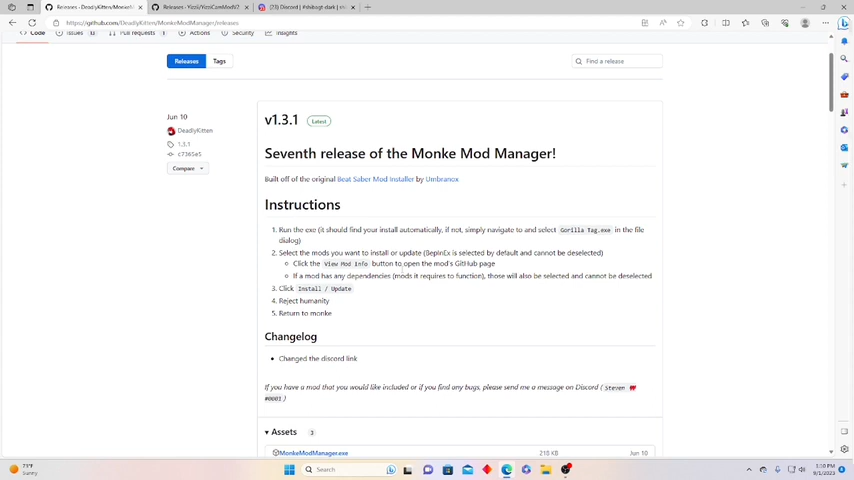 Releases - DeadlyKitten/MonkeMod
Releases - Yizzii/YizziCamModV2
(23) Discord | #shibagt-dark |
https://github.com/DeadlyKitten/MonkeModManager/releases
Code
Issues 12
Pull requests 1
Actions
Security
Insights
Releases
Tags
Find a release
Jun 10
DeadlyKitten
1.3.1
c7365e5
Compare
v1.3.1
Latest
Seventh release of the Monke Mod Manager!
Built off of the original Beat Saber Mod Installer by Umbranox
Instructions
1. Run the exe (it should find your install automatically, if not, simply navigate to and select Gorilla Tag.exe in the file
dialog)
2. Select the mods you want to install or update (BepInEx is selected by default and cannot be deselected)
Click the View Mod info button to open the mod's GitHub page
If a mod has any dependencies (mods it requires to function), those will also be selected and cannot be deselected
3. Click Install / Update
4. Reject humanity
5. Return to monke
Changelog
Changed the discord link
If you have a mod that you would like included or if you find any bugs, please send me a message on Discord ( Steven
#0001 )
Assets 3
MonkeModManager.exe
218 KB
Jun 10
73°F
Sunny
Search
1:10 PM
9/1/2023